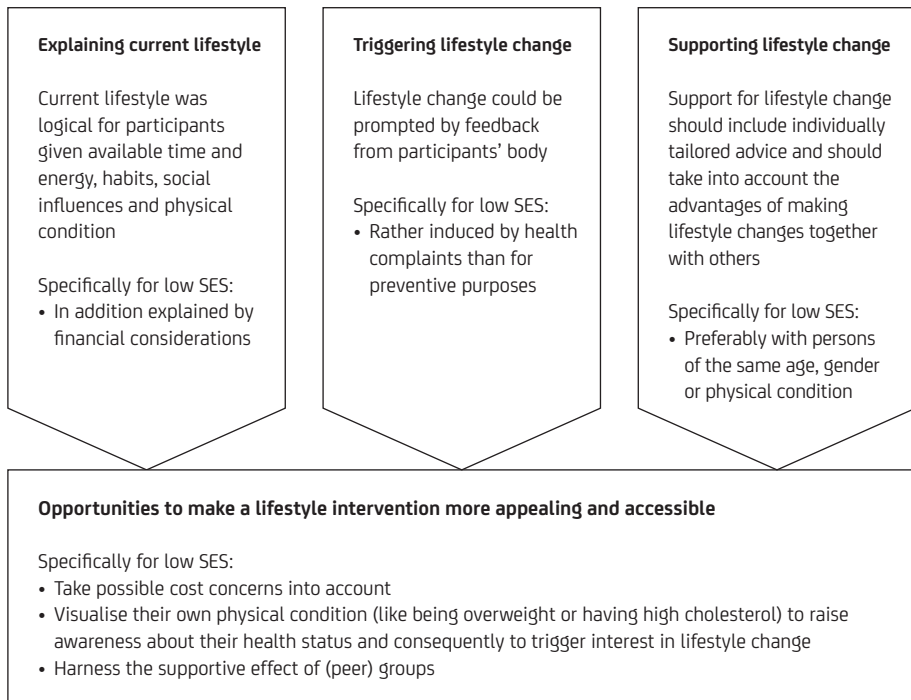 Explaining current lifestyle
Current lifestyle was
logical for participants
given available time and
energy, habits, social
influences and physical
condition
Specifically for low SES:
• In addition explained by
financial considerations
Triggering lifestyle change
Lifestyle change could be
prompted by feedback
from participants' body
Specifically for low SES:
• Rather induced by health
complaints than for
preventive purposes
Supporting lifestyle change
Support for lifestyle change
should include individually
tailored advice and should
take into account the
advantages of making
lifestyle changes together
with others
Specifically for low SES:
• Preferably with persons
of the same age, gender
or physical condition
Opportunities to make a lifestyle intervention more appealing and accessible
Specifically for low SES:
• Take possible cost concerns into account
• Visualise their own physical condition (like being overweight or having high cholesterol) to raise
awareness about their health status and consequently to trigger interest in lifestyle change
• Harness the supportive effect of (peer) groups